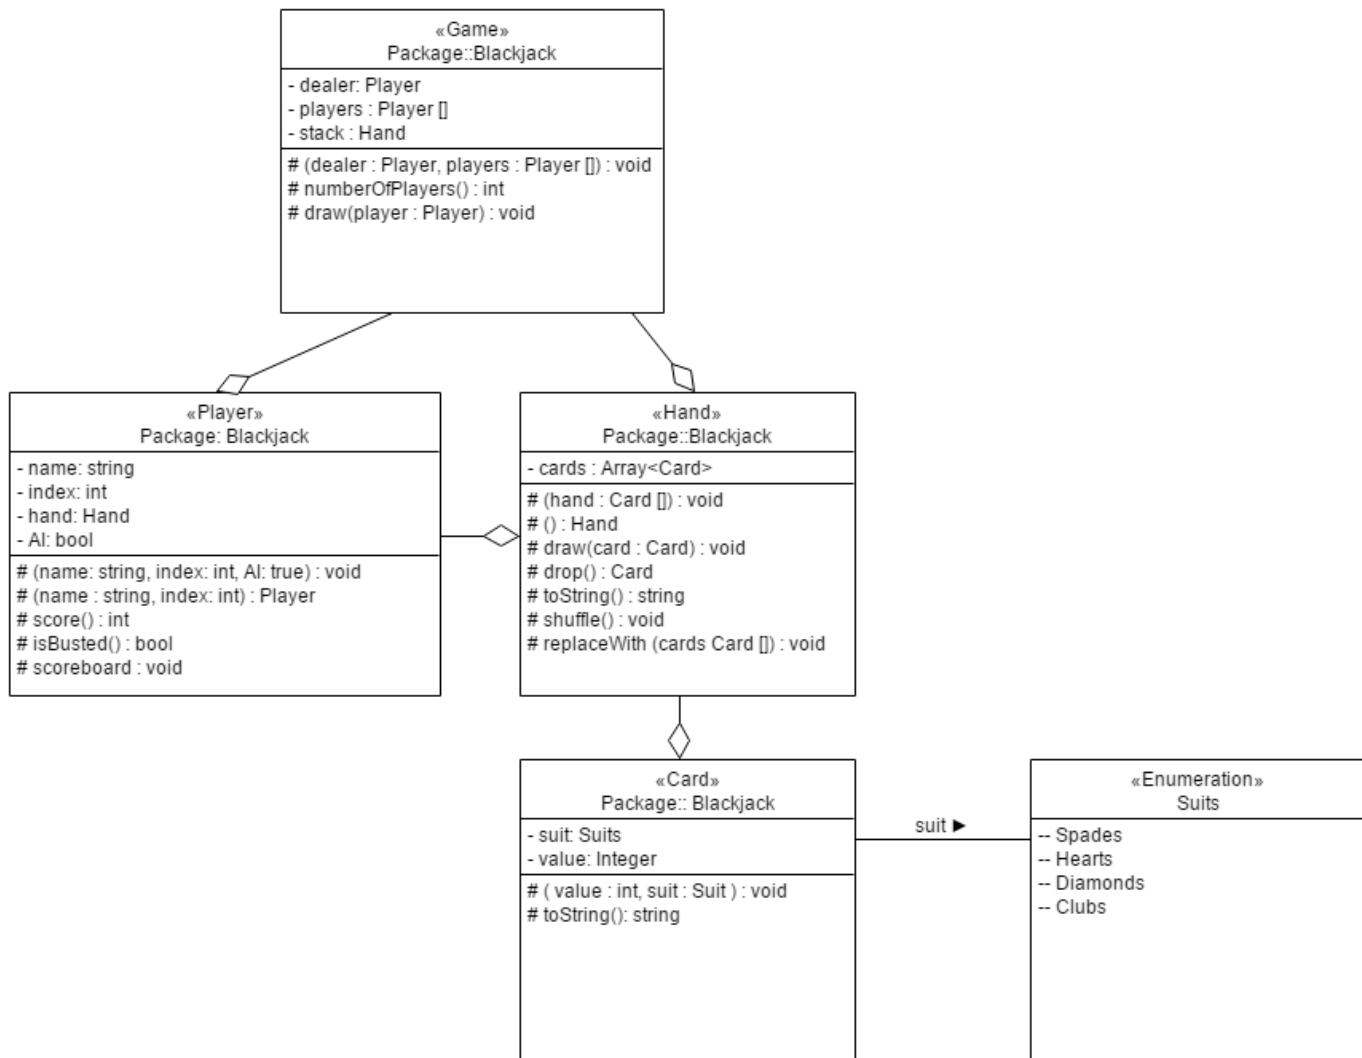 «Game»
Package::Blackjack
- dealer: Player
- players : Player []
- stack : Hand
# (dealer : Player, players : Player []) : void
# numberOfPlayers() : int
# draw(player : Player) : void
«Player»
Package: Blackjack
- name: string
- index: int
- hand: Hand
- AI: bool
# (name: string, index: int, AI: true) : void
# (name : string, index: int) : Player
# score() : int
# isBusted() : bool
# scoreboard : void
«Hand»
Package::Blackjack
- cards : Array<Card>
# (hand : Card []) : void
# () : Hand
# draw(card : Card) : void
# drop() : Card
# toString() : string
# shuffle() : void
# replaceWith (cards Card []) : void
«Card»
Package:: Blackjack
- suit: Suits
- value: Integer
# ( value : int, suit : Suit ) : void
# toString(): string
suit ►
«Enumeration»
Suits
-- Spades
-- Hearts
-- Diamonds
-- Clubs